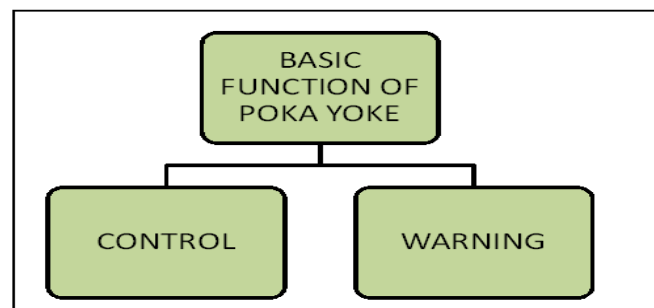 BASIC
FUNCTION OF
POKA YOKE
CONTROL
WARNING